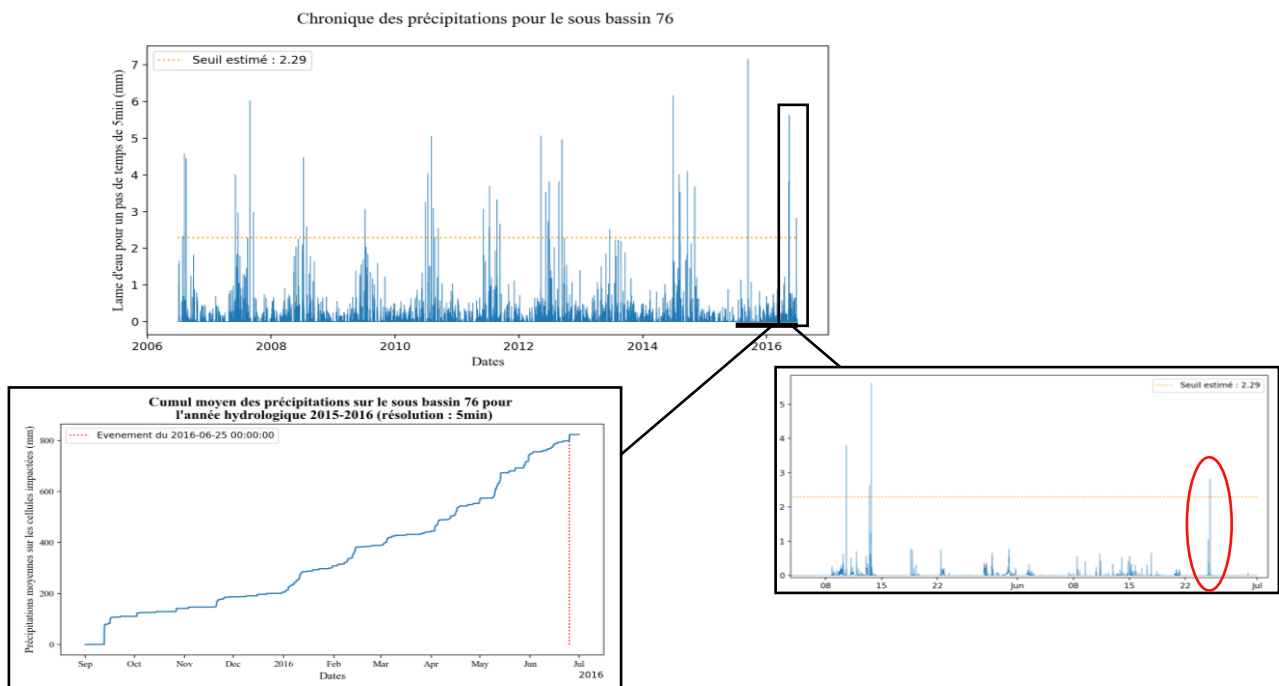 Chronique des précipitations pour le sous bassin 76
Seuil estimé : 2.29
Lame d'eau pour un pas de temps de 5min (mm)
7
6
5
4
3
2
1
0
2006 2008 2010 2012 2014 2016
Dates
Cumul moyen des précipitations sur le sous bassin 76 pour
l'année hydrologique 2015-2016 (résolution : 5min)
Evenement du 2016-06-25 00:00:00
Précipitations moyennes sur les cellules impactées (mm)
800
600
400
200
0
Sep Oct Nov Dec 2016 Feb Mar Apr May Jun Jul
2016
Dates
Seuil estimé : 2.29
5
4
3
2
1
0
08 15 22 Jun 08 15 22 Jul